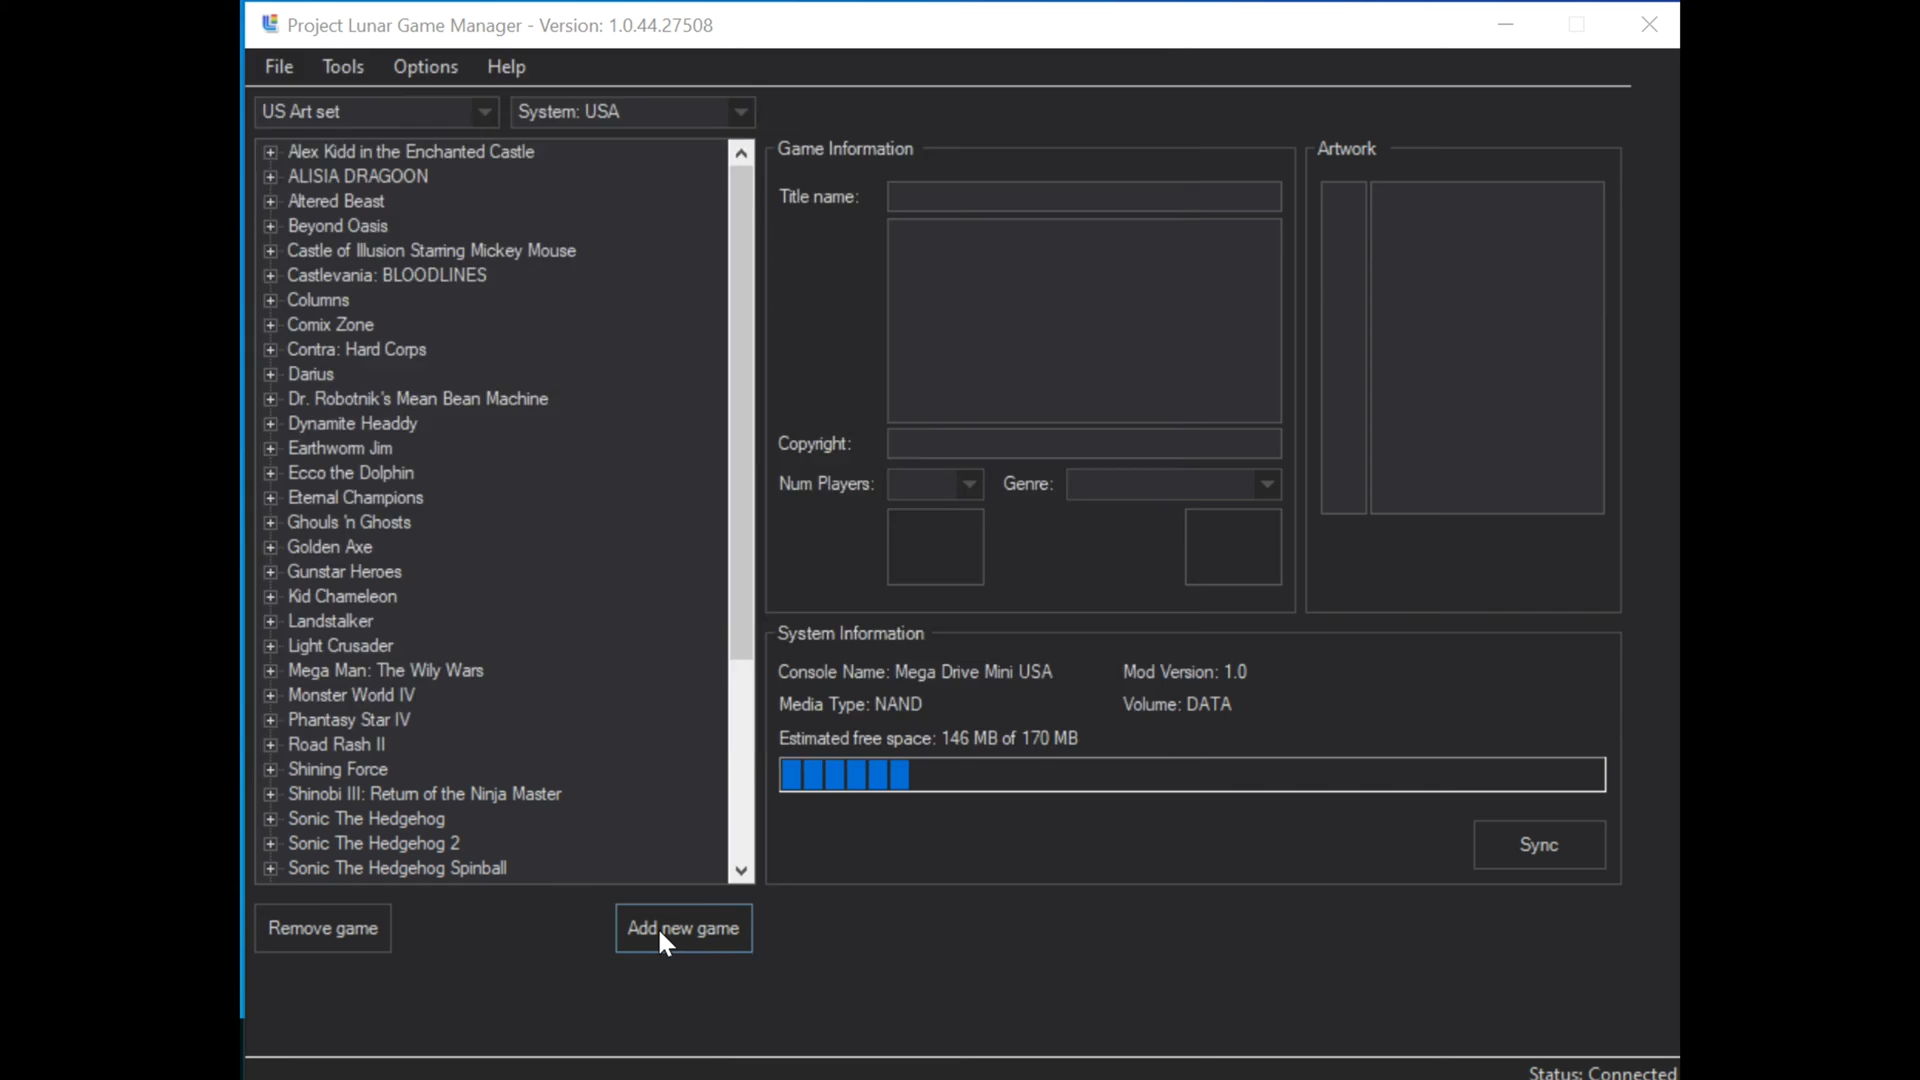 Project Lunar Game Manager - Version: 1.0.44.27508
File Tools Options Help
US Art set System: USA
Alex Kidd in the Enchanted Castle
ALISIA DRAGOON
Altered Beast
Beyond Oasis
Castle of Illusion Starring Mickey Mouse
Castlevania: BLOODLINES
Columns
Comix Zone
Contra: Hard Corps
Darius
Dr. Robotnik's Mean Bean Machine
Dynamite Headdy
Earthworm Jim
Ecco the Dolphin
Eternal Champions
Ghouls 'n Ghosts
Golden Axe
Gunstar Heroes
Kid Chameleon
Landstalker
Light Crusader
Mega Man: The Wily Wars
Monster World IV
Phantasy Star IV
Road Rash II
Shining Force
Shinobi III: Return of the Ninja Master
Sonic The Hedgehog
Sonic The Hedgehog 2
Sonic The Hedgehog Spinball
Remove game Add new game
Game Information
Title name:
Copyright:
Num Players: Genre:
Artwork
System Information
Console Name: Mega Drive Mini USA Mod Version: 1.0
Media Type: NAND Volume: DATA
Estimated free space: 146 MB of 170 MB
Sync
Status: Connected